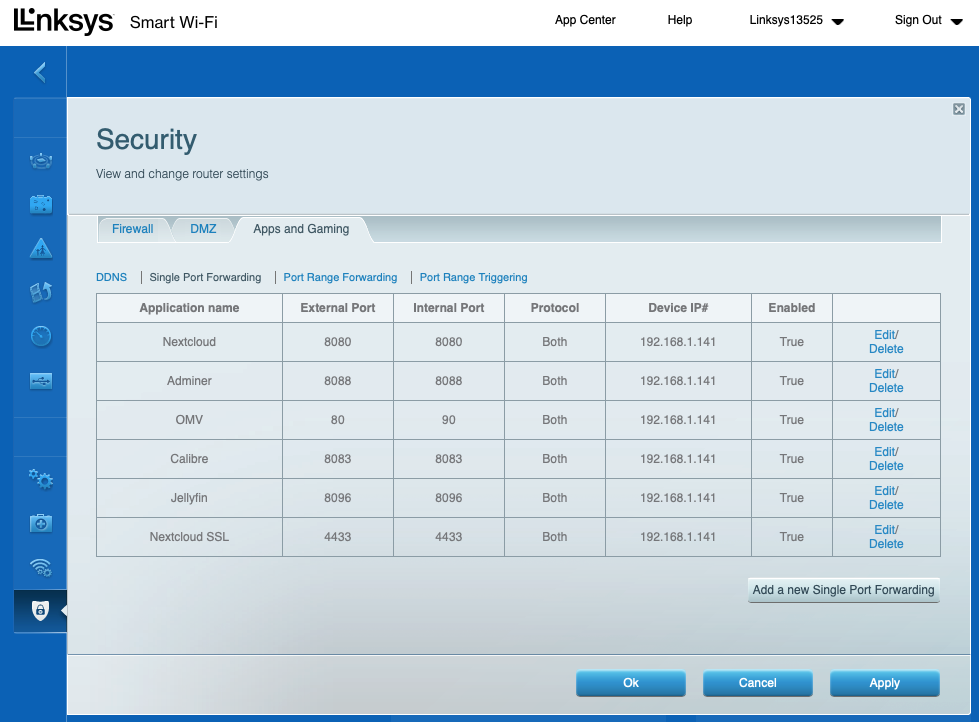 Linksys Smart Wi-Fi App Center Help Linksys13525 Sign Out
Security
View and change router settings
Firewall DMZ Apps and Gaming
DDNS | Single Port Forwarding | Port Range Forwarding | Port Range Triggering
Application name External Port Internal Port Protocol Device IP# Enabled
Nextcloud 8080 8080 Both 192.168.1.141 True Edit/
Delete
Adminer 8088 8088 Both 192.168.1.141 True Edit/
Delete
OMV 80 90 Both 192.168.1.141 True Edit/
Delete
Calibre 8083 8083 Both 192.168.1.141 True Edit/
Delete
Jellyfin 8096 8096 Both 192.168.1.141 True Edit/
Delete
Nextcloud SSL 4433 4433 Both 192.168.1.141 True Edit/
Delete
Add a new Single Port Forwarding
Ok Cancel Apply